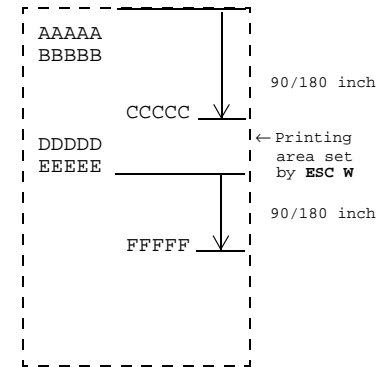 AAAAA
BBBBB
90/180 inch
CCCCC
← Printing
area set
by ESC W
DDDDD
EEEEE
90/180 inch
FFFFF